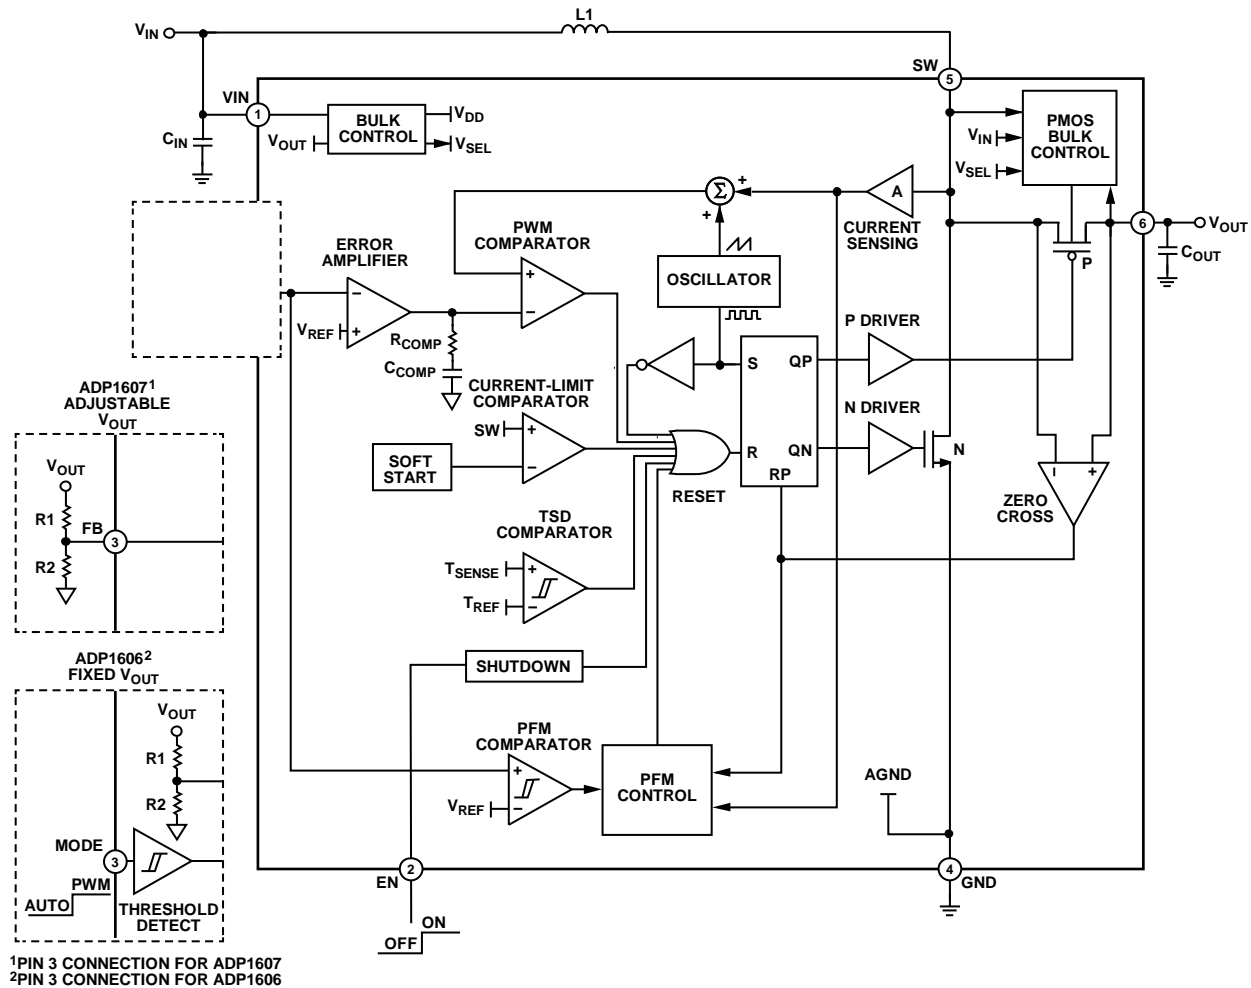 L1
VIN
SW
5
VIN
1
BULK
CONTROL
VDD
VOUT
VSEL
CIN
PMOS
BULK
CONTROL
VIN
VSEL
A
CURRENT
SENSING
+
Σ
+
6
VOUT
COUT
P
PWM
COMPARATOR
+
−
ERROR
AMPLIFIER
−
VREF
+
OSCILLATOR
RCOMP
CCOMP
P DRIVER
S
QP
CURRENT-LIMIT
COMPARATOR
SW
+
−
SOFT
START
N DRIVER
R
QN
RP
N
RESET
−
+
ZERO
CROSS
ADP1607¹
ADJUSTABLE
VOUT
VOUT
R1
FB
3
R2
TSD
COMPARATOR
TSENSE
+
TREF
−
ADP1606²
FIXED VOUT
SHUTDOWN
VOUT
R1
R2
MODE
3
PWM
AUTO
THRESHOLD
DETECT
PFM
COMPARATOR
+
VREF
−
PFM
CONTROL
AGND
2
EN
4
GND
ON
OFF
¹PIN 3 CONNECTION FOR ADP1607
²PIN 3 CONNECTION FOR ADP1606